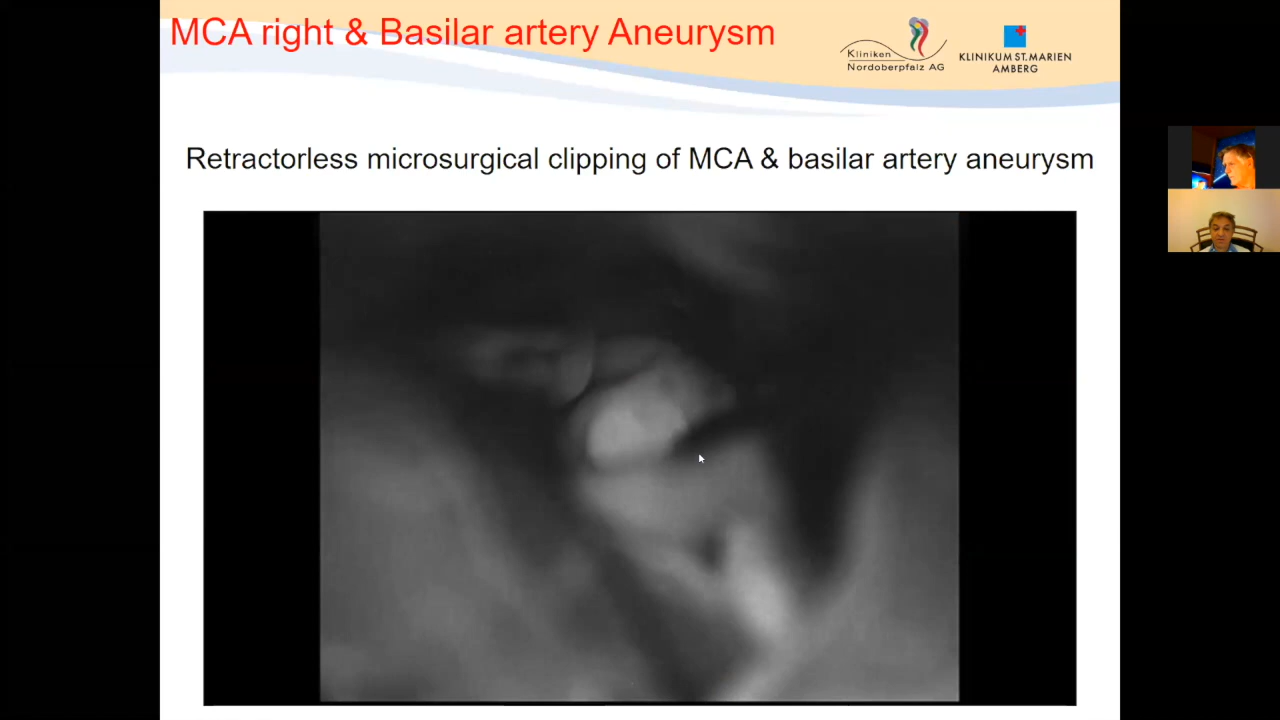 MCA right & Basilar artery Aneurysm
Kliniken
Nordoberpfalz AG
KLINIKUM ST. MARIEN
AMBERG
Retractorless microsurgical clipping of MCA & basilar artery aneurysm